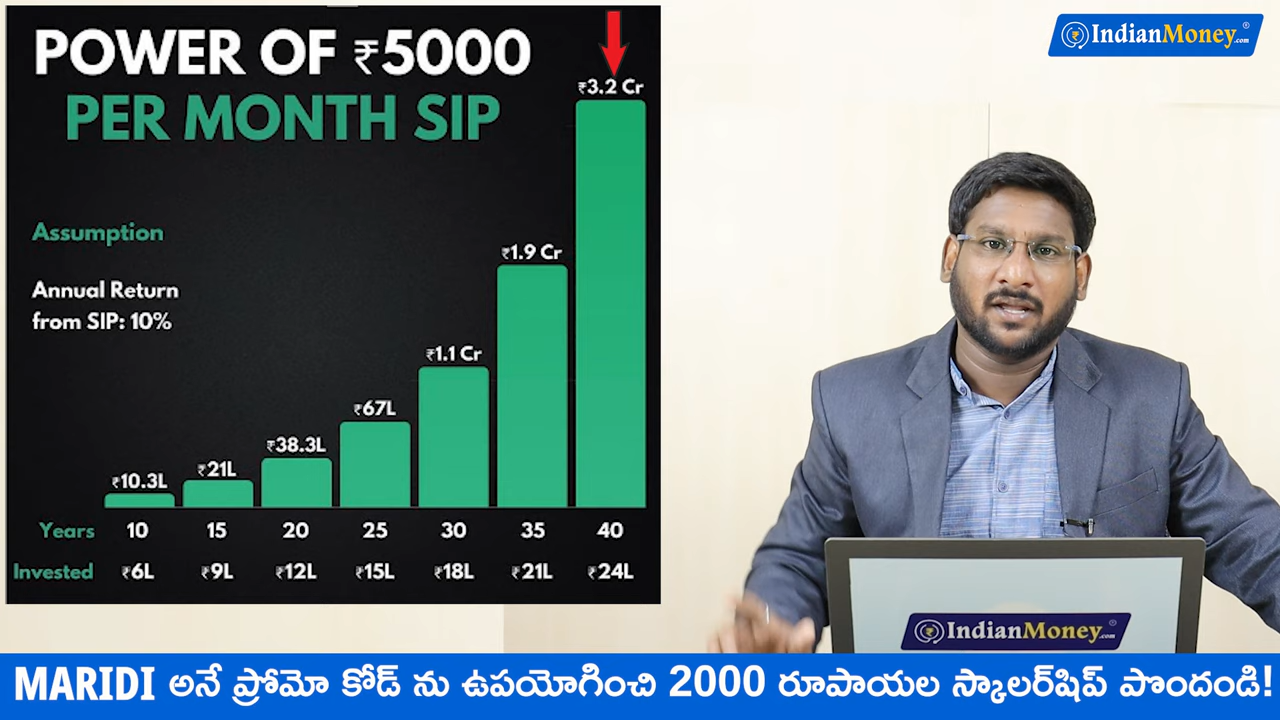 POWER OF ₹5000
PER MONTH SIP
Assumption
Annual Return
from SIP: 10%
₹10.3L
₹21L
₹38.3L
₹67L
₹1.1 Cr
₹1.9 Cr
₹3.2 Cr
Years 10 15 20 25 30 35 40
Invested ₹6L ₹9L ₹12L ₹15L ₹18L ₹21L ₹24L
IndianMoney.com
IndianMoney.com
MARIDI అనే ప్రోమో కోడ్ ను ఉపయోగించి 2000 రూపాయల స్కాలర్‌షిప్ పొందండి!